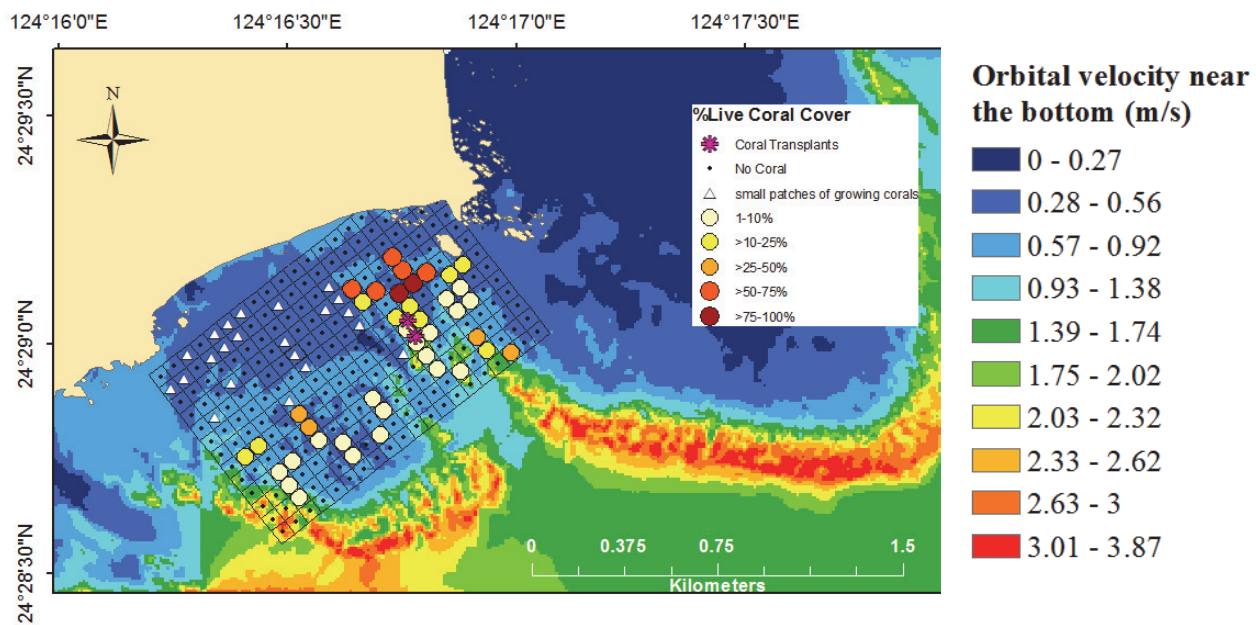 124°16'0"E 124°16'30"E 124°17'0"E 124°17'30"E
24°29'30"N
24°29'0"N
24°28'30"N
N
%Live Coral Cover
Coral Transplants
No Coral
small patches of growing corals
1-10%
>10-25%
>25-50%
>50-75%
>75-100%
0 0.375 0.75 1.5
Kilometers
Orbital velocity near
the bottom (m/s)
0 - 0.27
0.28 - 0.56
0.57 - 0.92
0.93 - 1.38
1.39 - 1.74
1.75 - 2.02
2.03 - 2.32
2.33 - 2.62
2.63 - 3
3.01 - 3.87